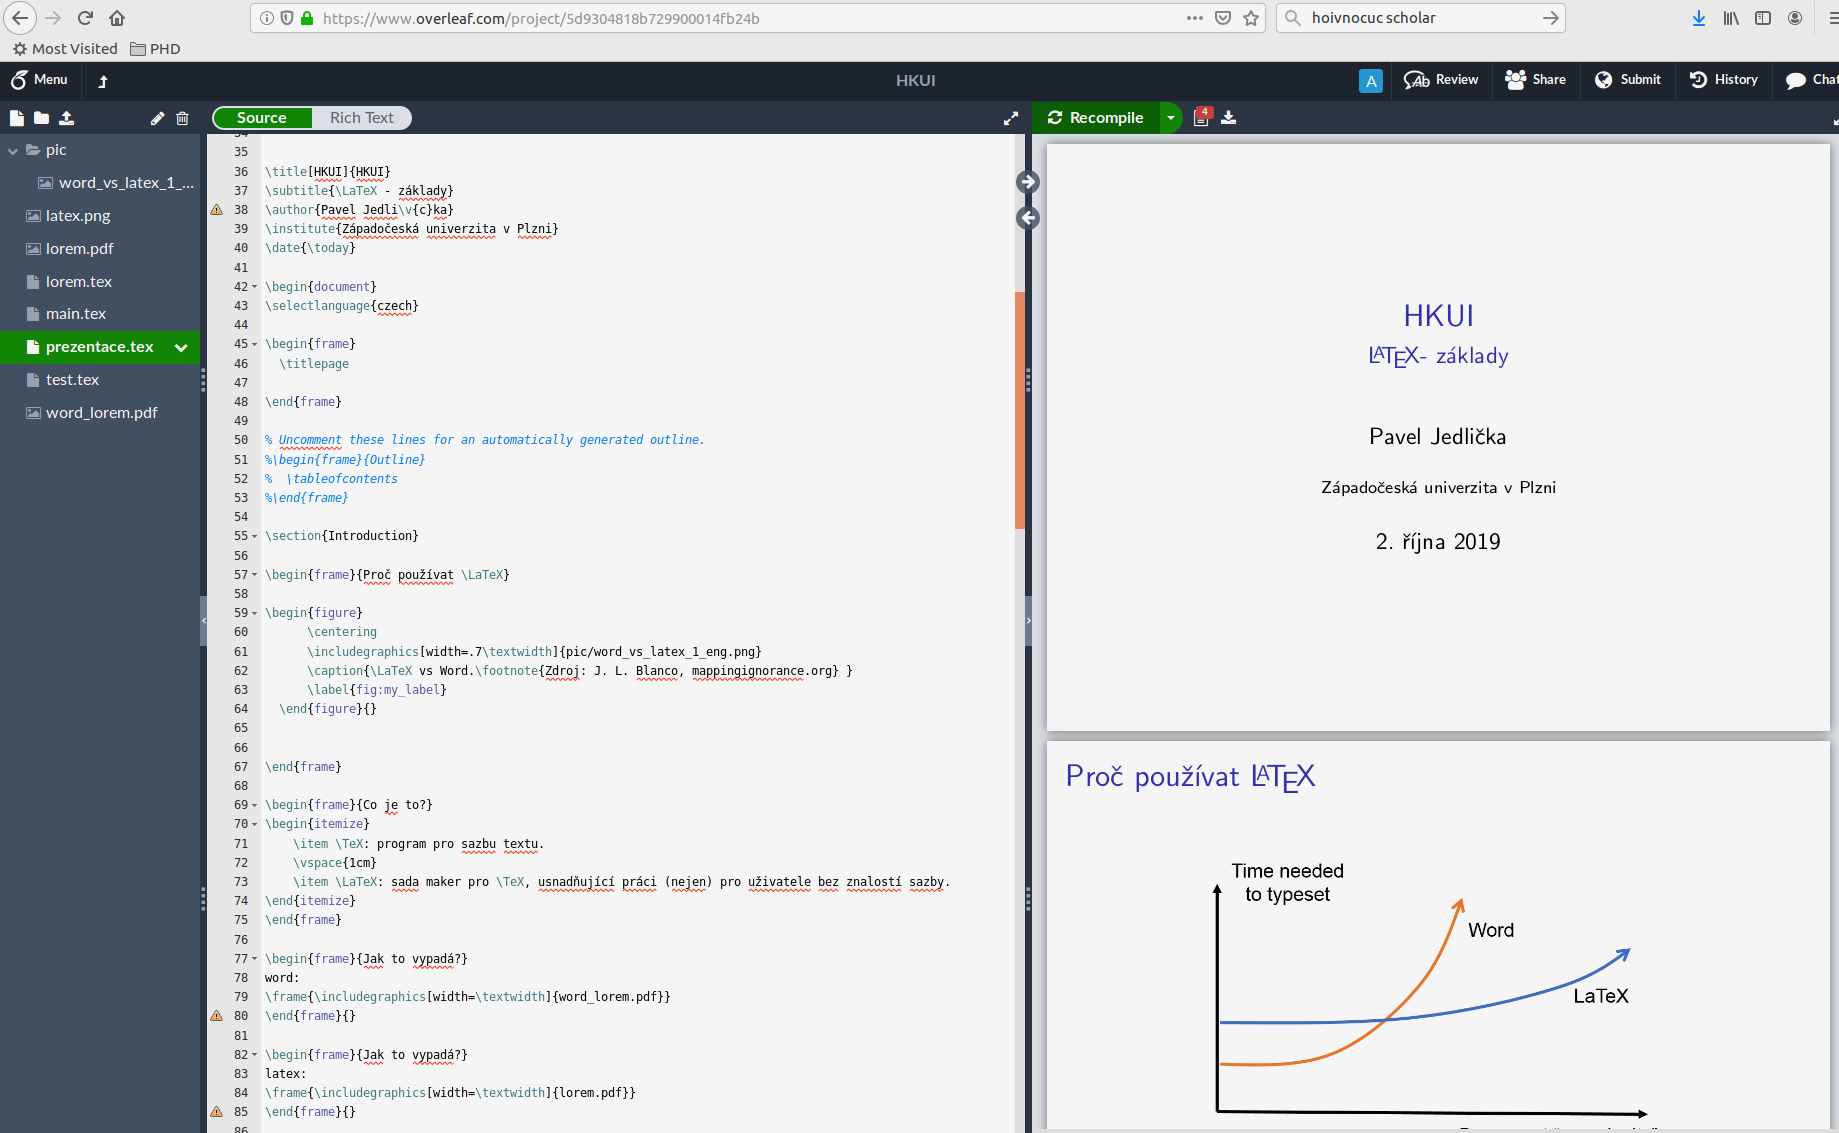 https://www.overleaf.com/project/5d9304818b729900014fb24b
hoivnocuc scholar
Most Visited PHD
Menu
HKUI
A
Review
Share
Submit
History
Chat
Source
Rich Text
Recompile
4
pic
word_vs_latex_1_...
latex.png
lorem.pdf
lorem.tex
main.tex
prezentace.tex
test.tex
word_lorem.pdf
35
36 \title[HKUI]{HKUI}
37 \subtitle{\LaTeX - základy}
38 \author{Pavel Jedli\v{c}ka}
39 \institute{Západočeská univerzita v Plzni}
40 \date{\today}
41
42 \begin{document}
43 \selectlanguage{czech}
44
45 \begin{frame}
46 \titlepage
47
48 \end{frame}
49
50 % Uncomment these lines for an automatically generated outline.
51 %\begin{frame}{Outline}
52 % \tableofcontents
53 %\end{frame}
54
55 \section{Introduction}
56
57 \begin{frame}{Proč používat \LaTeX}
58
59 \begin{figure}
60 \centering
61 \includegraphics[width=.7\textwidth]{pic/word_vs_latex_1_eng.png}
62 \caption{\LaTeX vs Word.\footnote{Zdroj: J. L. Blanco, mappingignorance.org} }
63 \label{fig:my_label}
64 \end{figure}{}
65
66
67 \end{frame}
68
69 \begin{frame}{Co je to?}
70 \begin{itemize}
71 \item \TeX: program pro sazbu textu.
72 \vspace{1cm}
73 \item \LaTeX: sada maker pro \TeX, usnadňující práci (nejen) pro uživatele bez znalostí sazby.
74 \end{itemize}
75 \end{frame}
76
77 \begin{frame}{Jak to vypadá?}
78 word:
79 \frame{\includegraphics[width=\textwidth]{word_lorem.pdf}}
80 \end{frame}{}
81
82 \begin{frame}{Jak to vypadá?}
83 latex:
84 \frame{\includegraphics[width=\textwidth]{lorem.pdf}}
85 \end{frame}{}
86
HKUI
LATEX- základy
Pavel Jedlička
Západočeská univerzita v Plzni
2. října 2019
Proč používat LATEX
Time needed
to typeset
Word
LaTeX